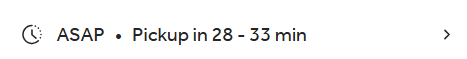 ASAP • Pickup in 28 - 33 min